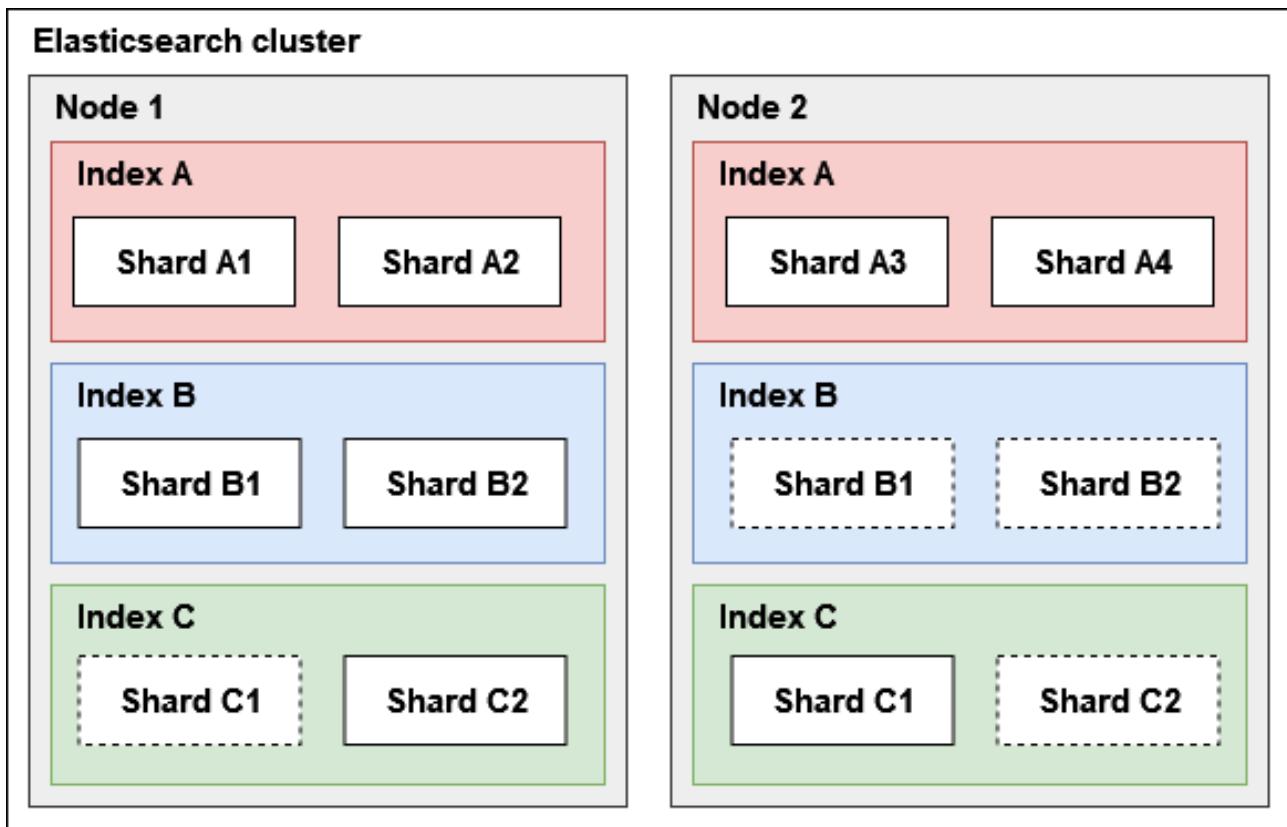 Elasticsearch cluster
Node 1
Index A
Shard A1
Shard A2
Index B
Shard B1
Shard B2
Index C
Shard C1
Shard C2
Node 2
Index A
Shard A3
Shard A4
Index B
Shard B1
Shard B2
Index C
Shard C1
Shard C2